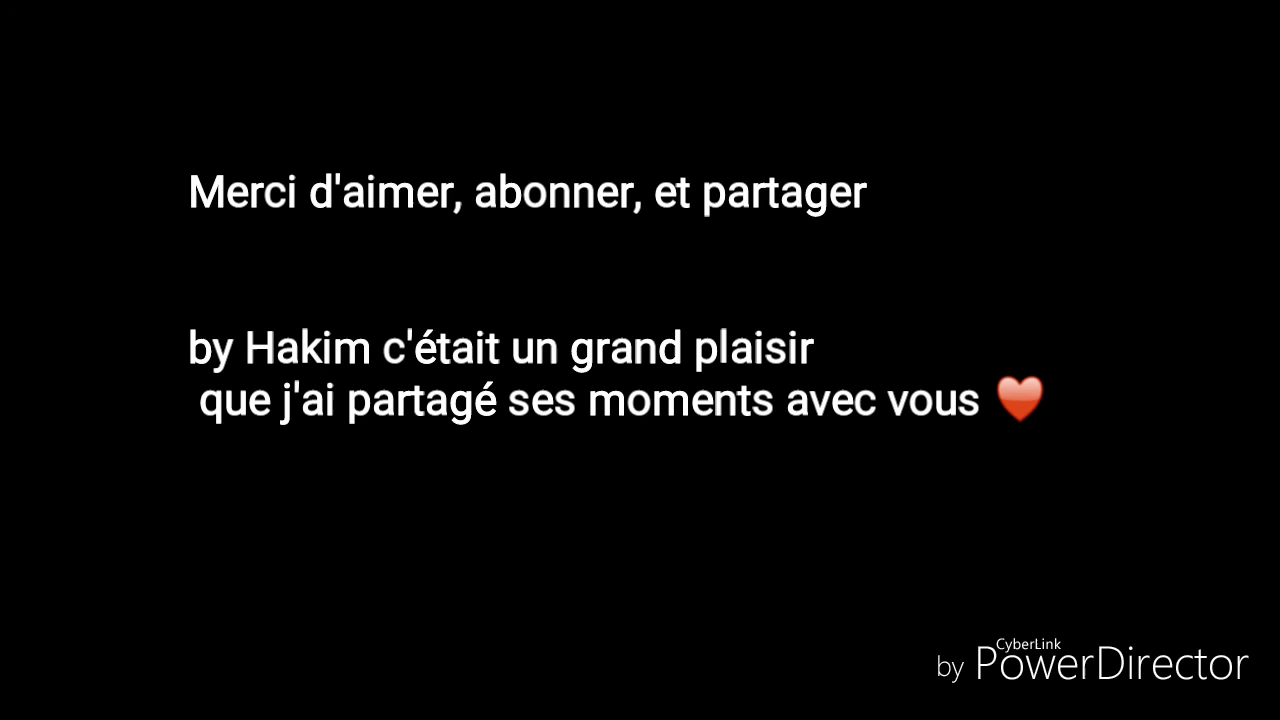 Merci d'aimer, abonner, et partager
by Hakim c'était un grand plaisir
que j'ai partagé ses moments avec vous ♥️
by CyberLink PowerDirector